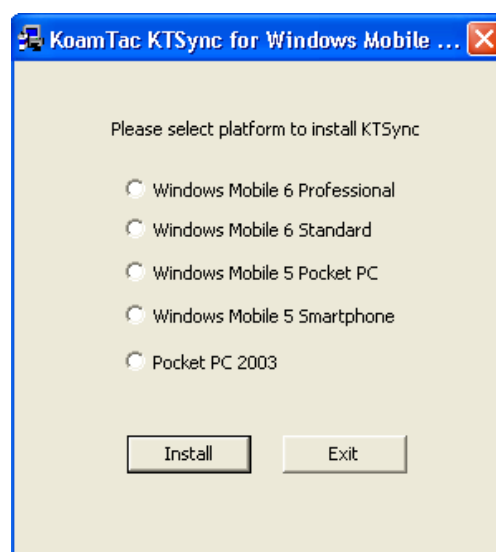 KoamTac KTSync for Windows Mobile ...
Please select platform to install KTSync
Windows Mobile 6 Professional
Windows Mobile 6 Standard
Windows Mobile 5 Pocket PC
Windows Mobile 5 Smartphone
Pocket PC 2003
Install Exit